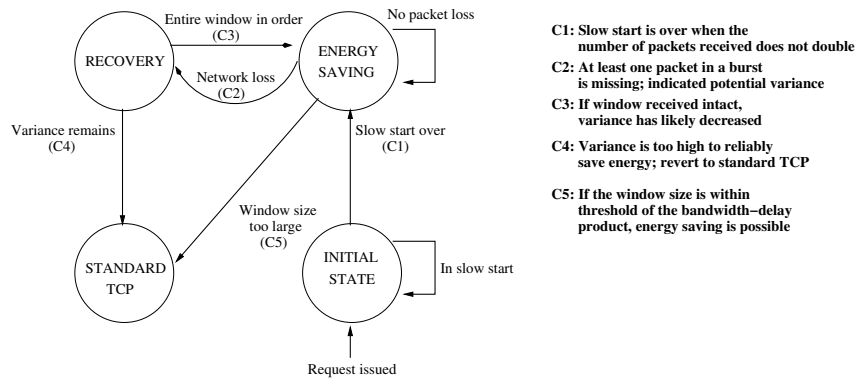 Entire window in order
(C3)
No packet loss
RECOVERY
ENERGY
SAVING
Network loss
(C2)
Variance remains
(C4)
Slow start over
(C1)
Window size
too large
(C5)
STANDARD
TCP
INITIAL
STATE
In slow start
Request issued
C1: Slow start is over when the
number of packets received does not double
C2: At least one packet in a burst
is missing; indicated potential variance
C3: If window received intact,
variance has likely decreased
C4: Variance is too high to reliably
save energy; revert to standard TCP
C5: If the window size is within
threshold of the bandwidth−delay
product, energy saving is possible